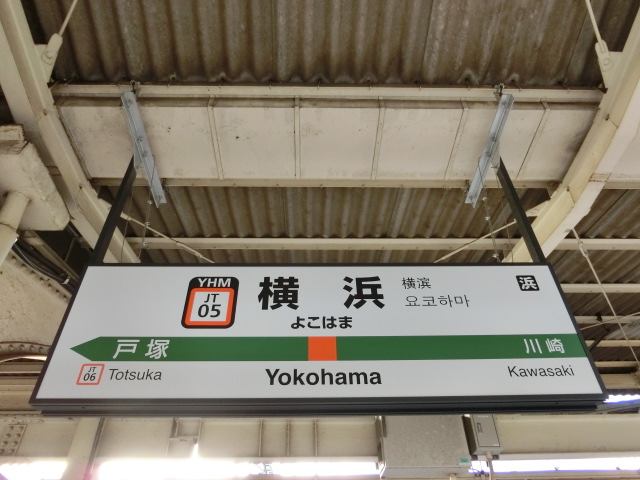 YHM
JT
05
横浜
横滨
요코하마
浜
よこはま
戸塚
川崎
JT
06
Totsuka
Yokohama
Kawasaki